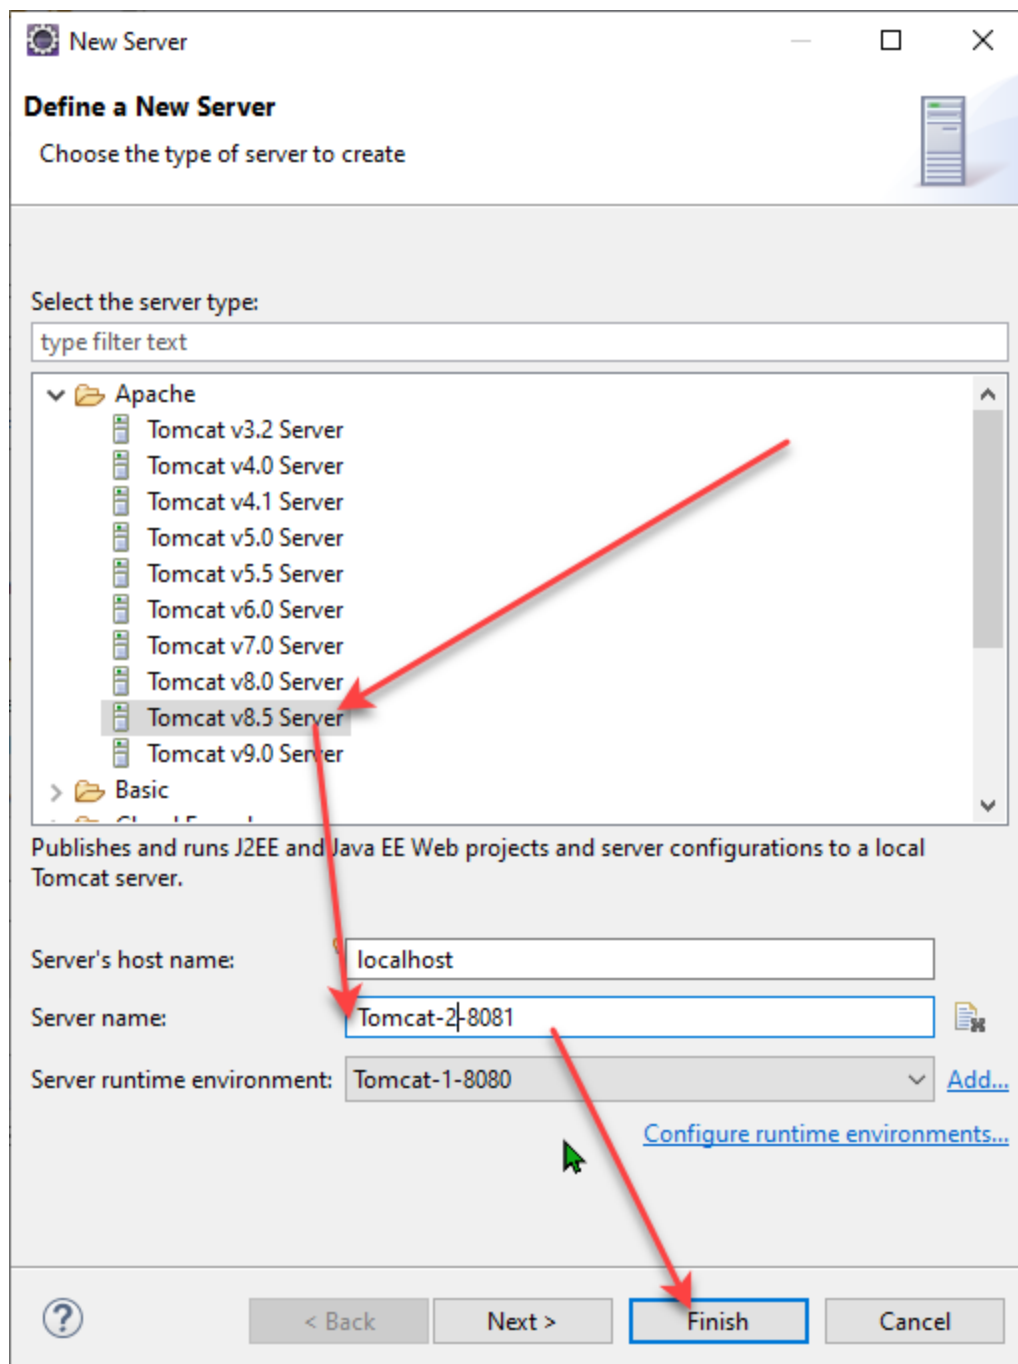 New Server
Define a New Server
Choose the type of server to create
Select the server type:
type filter text
Apache
Tomcat v3.2 Server
Tomcat v4.0 Server
Tomcat v4.1 Server
Tomcat v5.0 Server
Tomcat v5.5 Server
Tomcat v6.0 Server
Tomcat v7.0 Server
Tomcat v8.0 Server
Tomcat v8.5 Server
Tomcat v9.0 Server
Basic
Publishes and runs J2EE and Java EE Web projects and server configurations to a local
Tomcat server.
Server's host name: localhost
Server name: Tomcat-2-8081
Server runtime environment: Tomcat-1-8080 Add...
Configure runtime environments...
? < Back Next > Finish Cancel